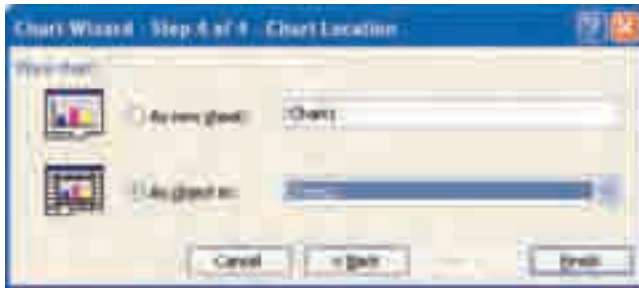 Chart Wizard - Step 4 of 4 - Chart Location
Place chart
As new sheet:
Chart1
As object in:
Cancel
< Back
Finish